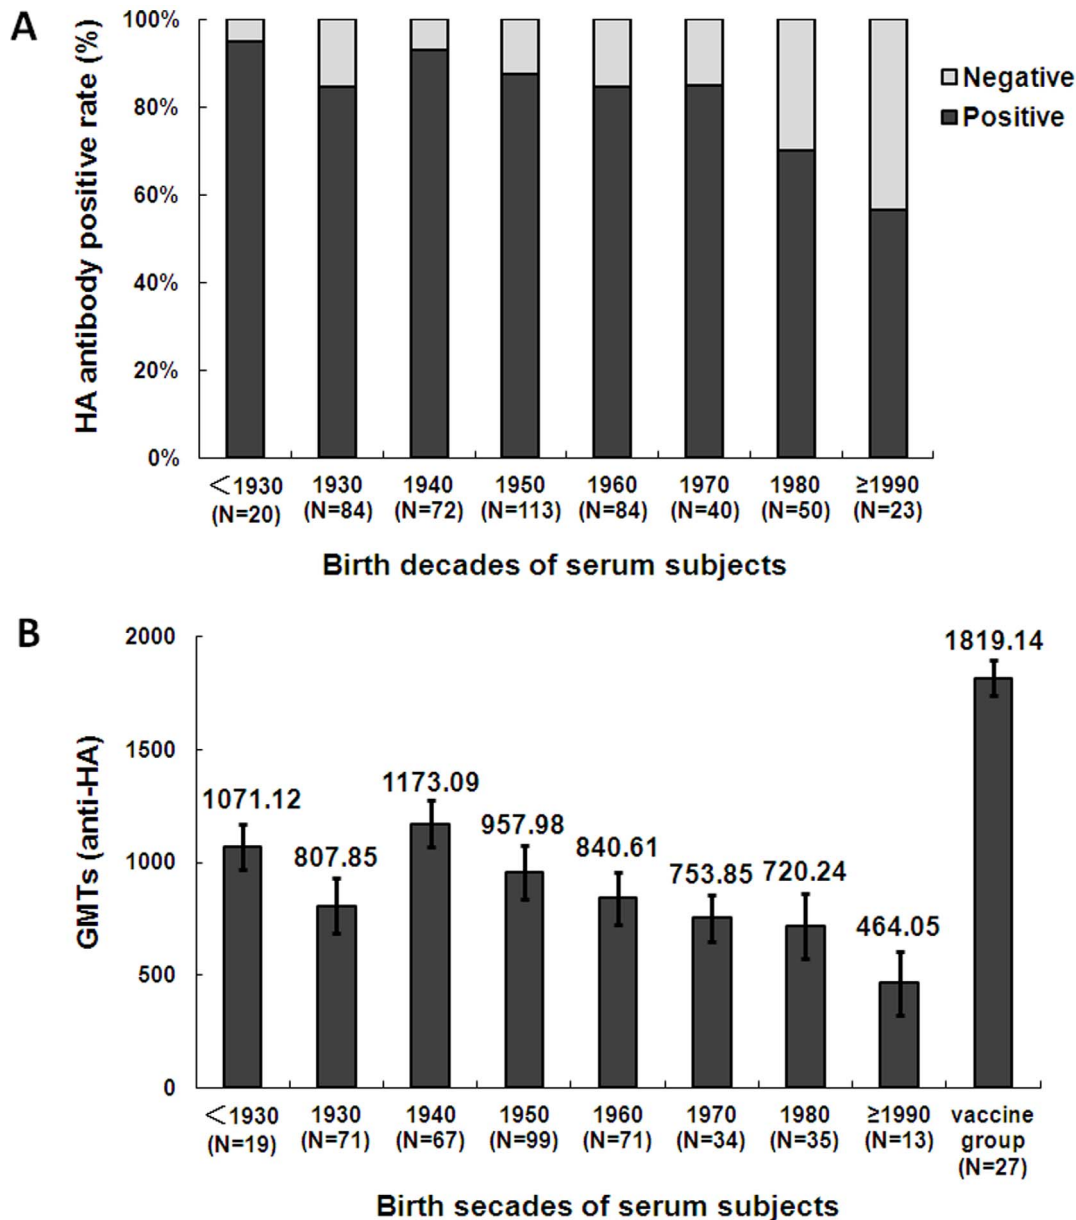 A
HA antibody positive rate (%)
100%
80%
60%
40%
20%
0%
Negative
Positive
<1930 1930 1940 1950 1960 1970 1980 ≥1990
(N=20) (N=84) (N=72) (N=113) (N=84) (N=40) (N=50) (N=23)
Birth decades of serum subjects
B
GMTs (anti-HA)
2000
1500
1000
500
0
1071.12
807.85
1173.09
957.98
840.61
753.85
720.24
464.05
1819.14
<1930 1930 1940 1950 1960 1970 1980 ≥1990 vaccine
(N=19) (N=71) (N=67) (N=99) (N=71) (N=34) (N=35) (N=13) group
(N=27)
Birth secades of serum subjects